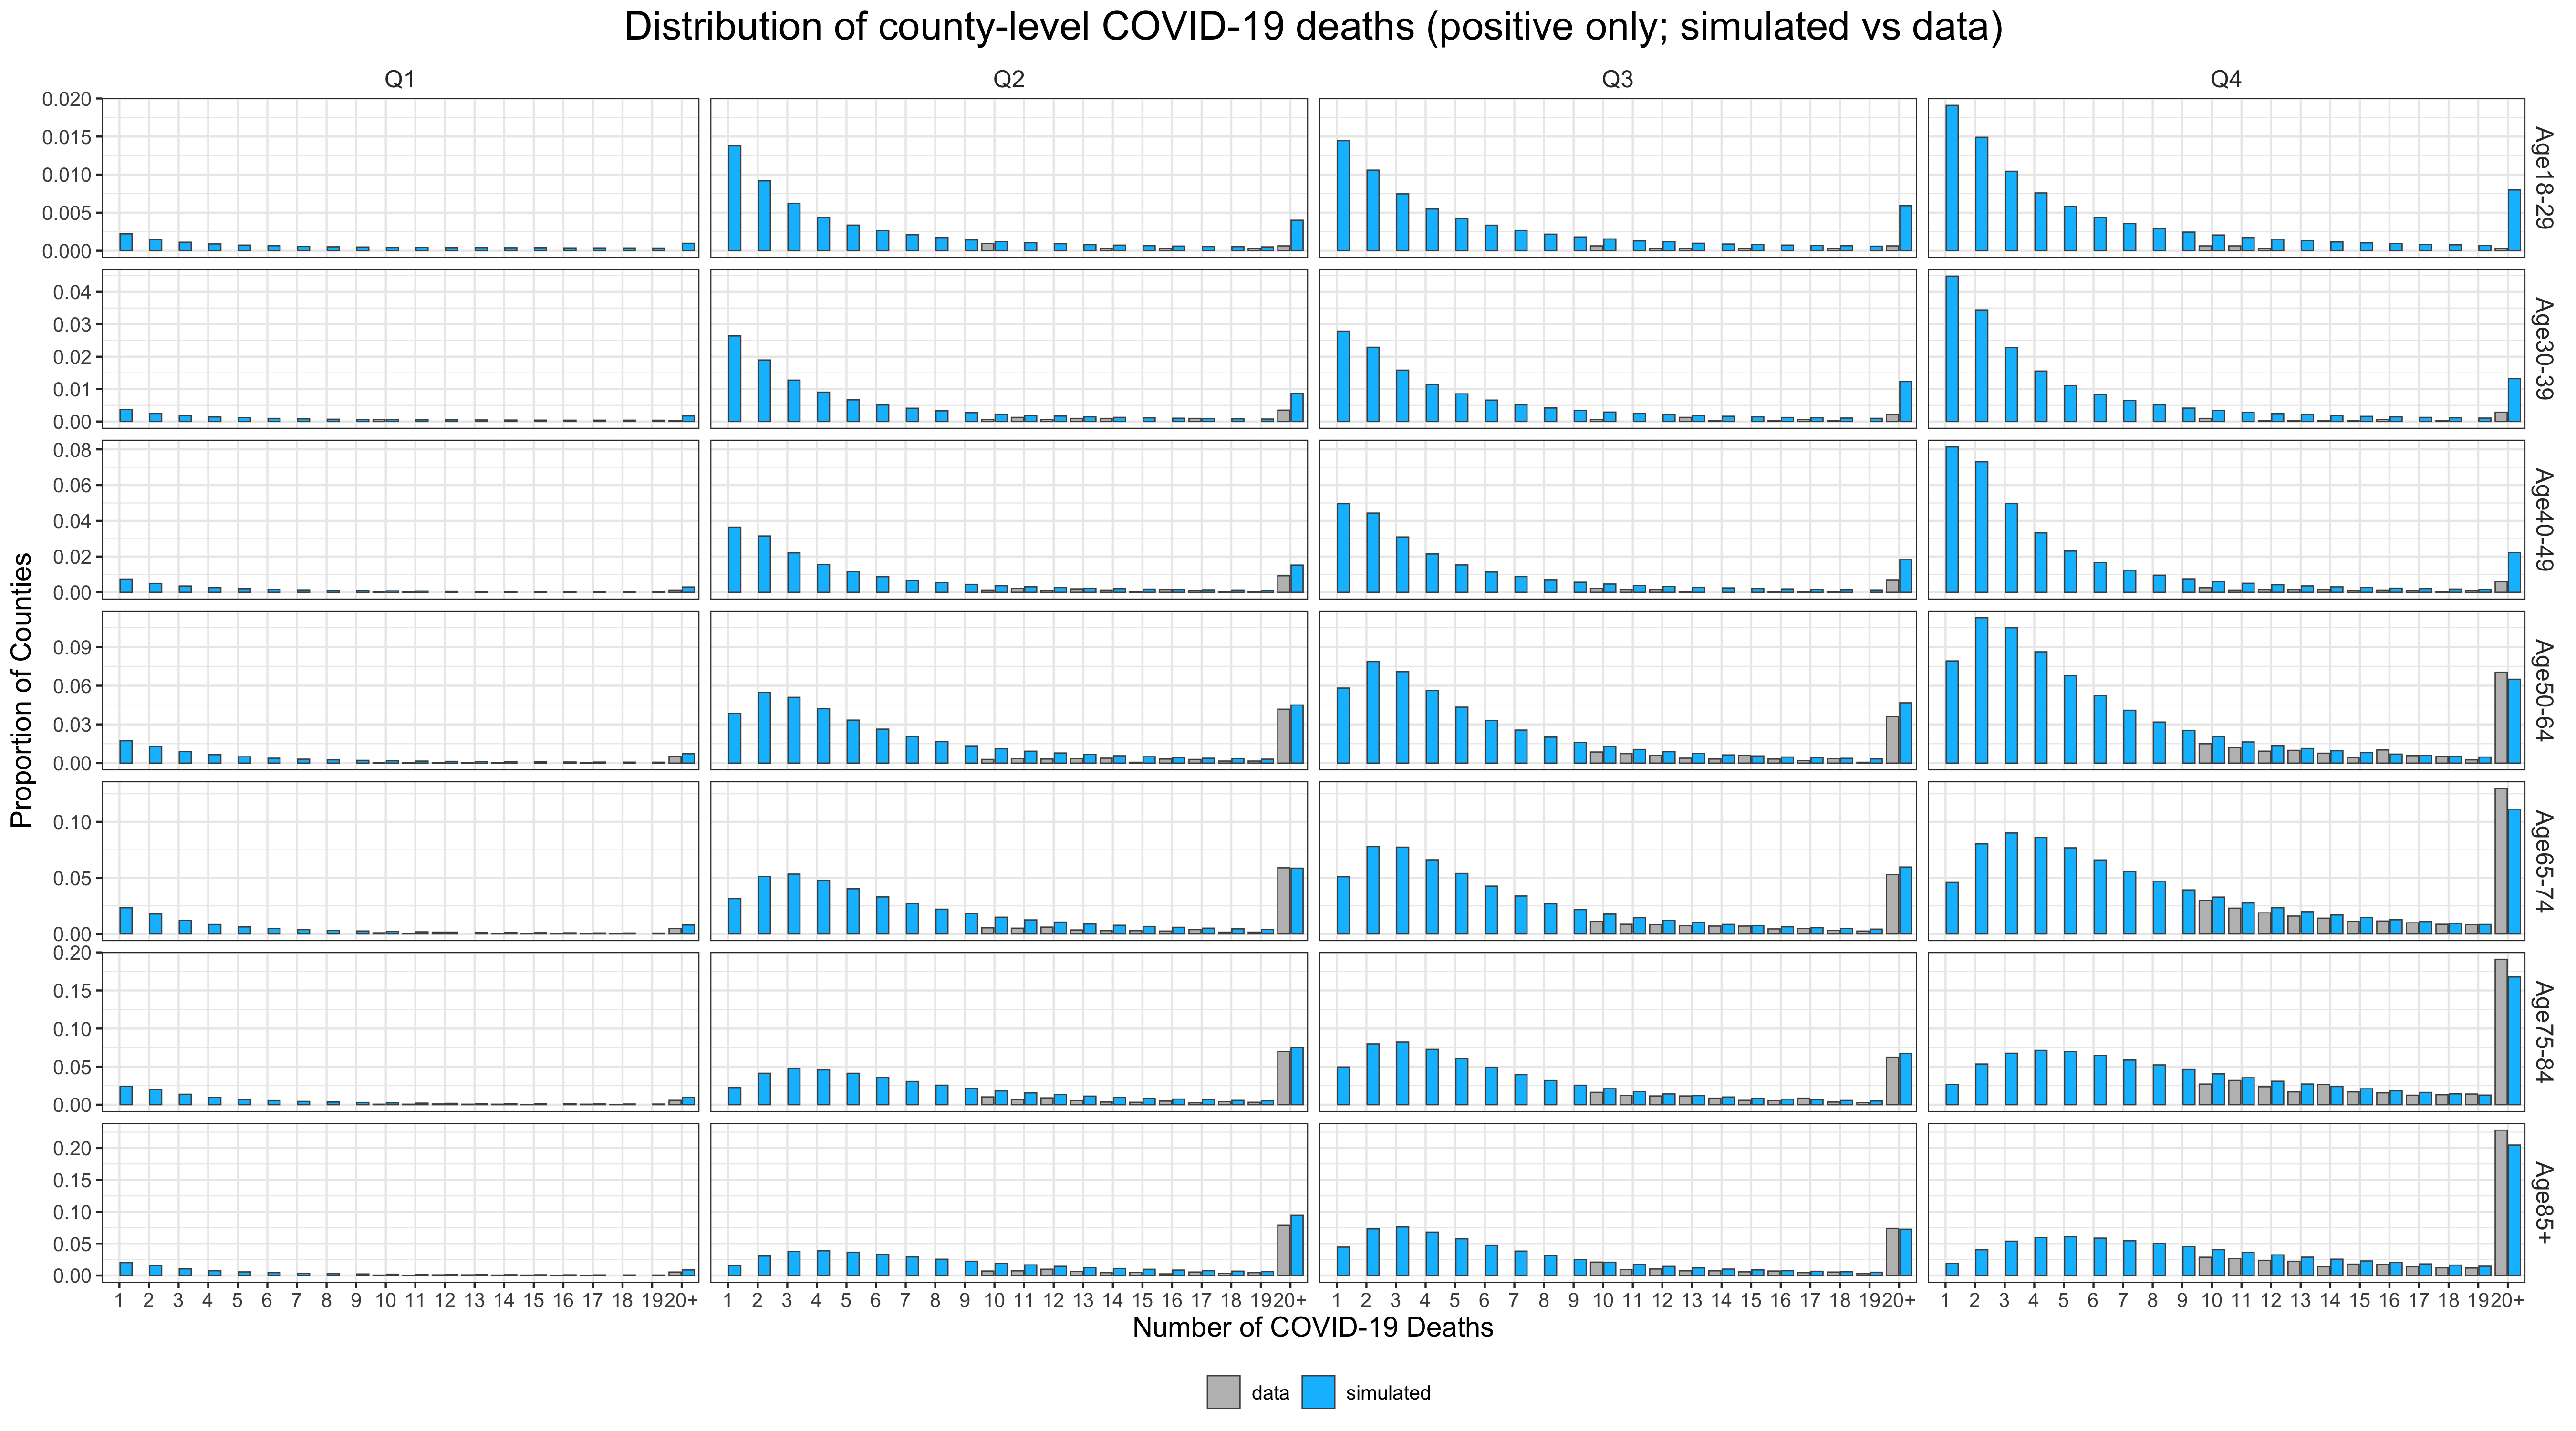 Distribution of county-level COVID-19 deaths (positive only; simulated vs data)
Q1 Q2 Q3 Q4
0.020
0.015
0.010
0.005
0.000
Age18-29
0.04
0.03
0.02
0.01
0.00
Age30-39
0.08
0.06
0.04
0.02
0.00
Age40-49
Proportion of Counties
0.09
0.06
0.03
0.00
Age50-64
0.10
0.05
0.00
Age65-74
0.20
0.15
0.10
0.05
0.00
Age75-84
0.20
0.15
0.10
0.05
0.00
Age85+
1 2 3 4 5 6 7 8 9 10 11 12 13 14 15 16 17 18 19 20+ 1 2 3 4 5 6 7 8 9 10 11 12 13 14 15 16 17 18 19 20+ 1 2 3 4 5 6 7 8 9 10 11 12 13 14 15 16 17 18 19 20+ 1 2 3 4 5 6 7 8 9 10 11 12 13 14 15 16 17 18 19 20+
Number of COVID-19 Deaths
data simulated